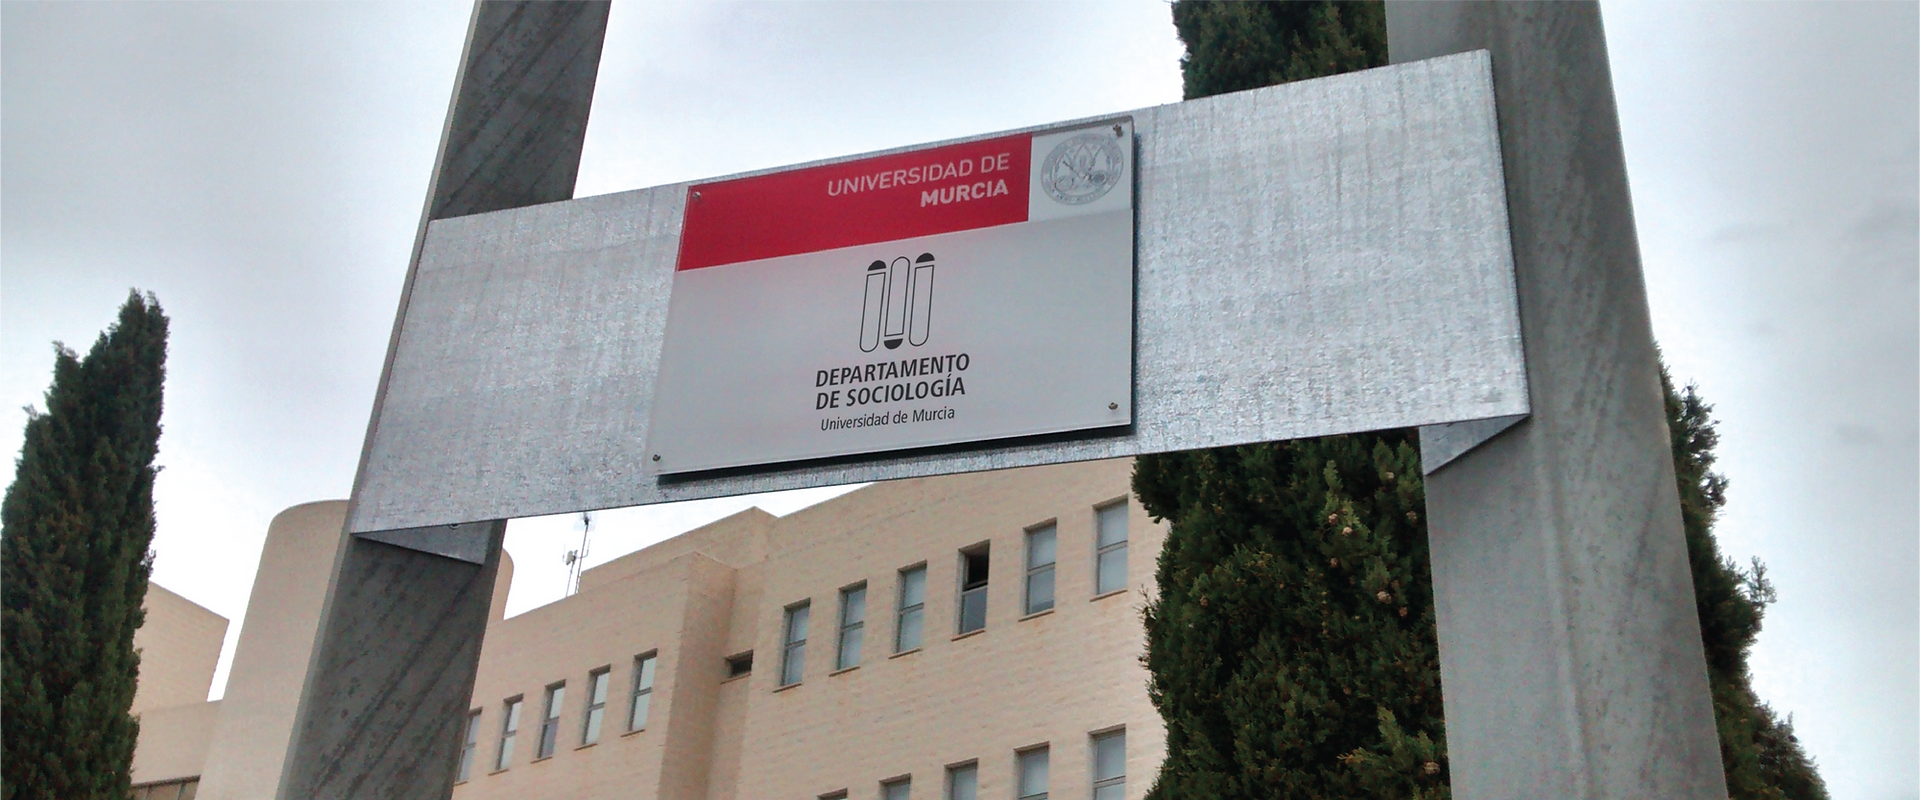 UNIVERSIDAD DE
MURCIA
DEPARTAMENTO
DE SOCIOLOGÍA
Universidad de Murcia